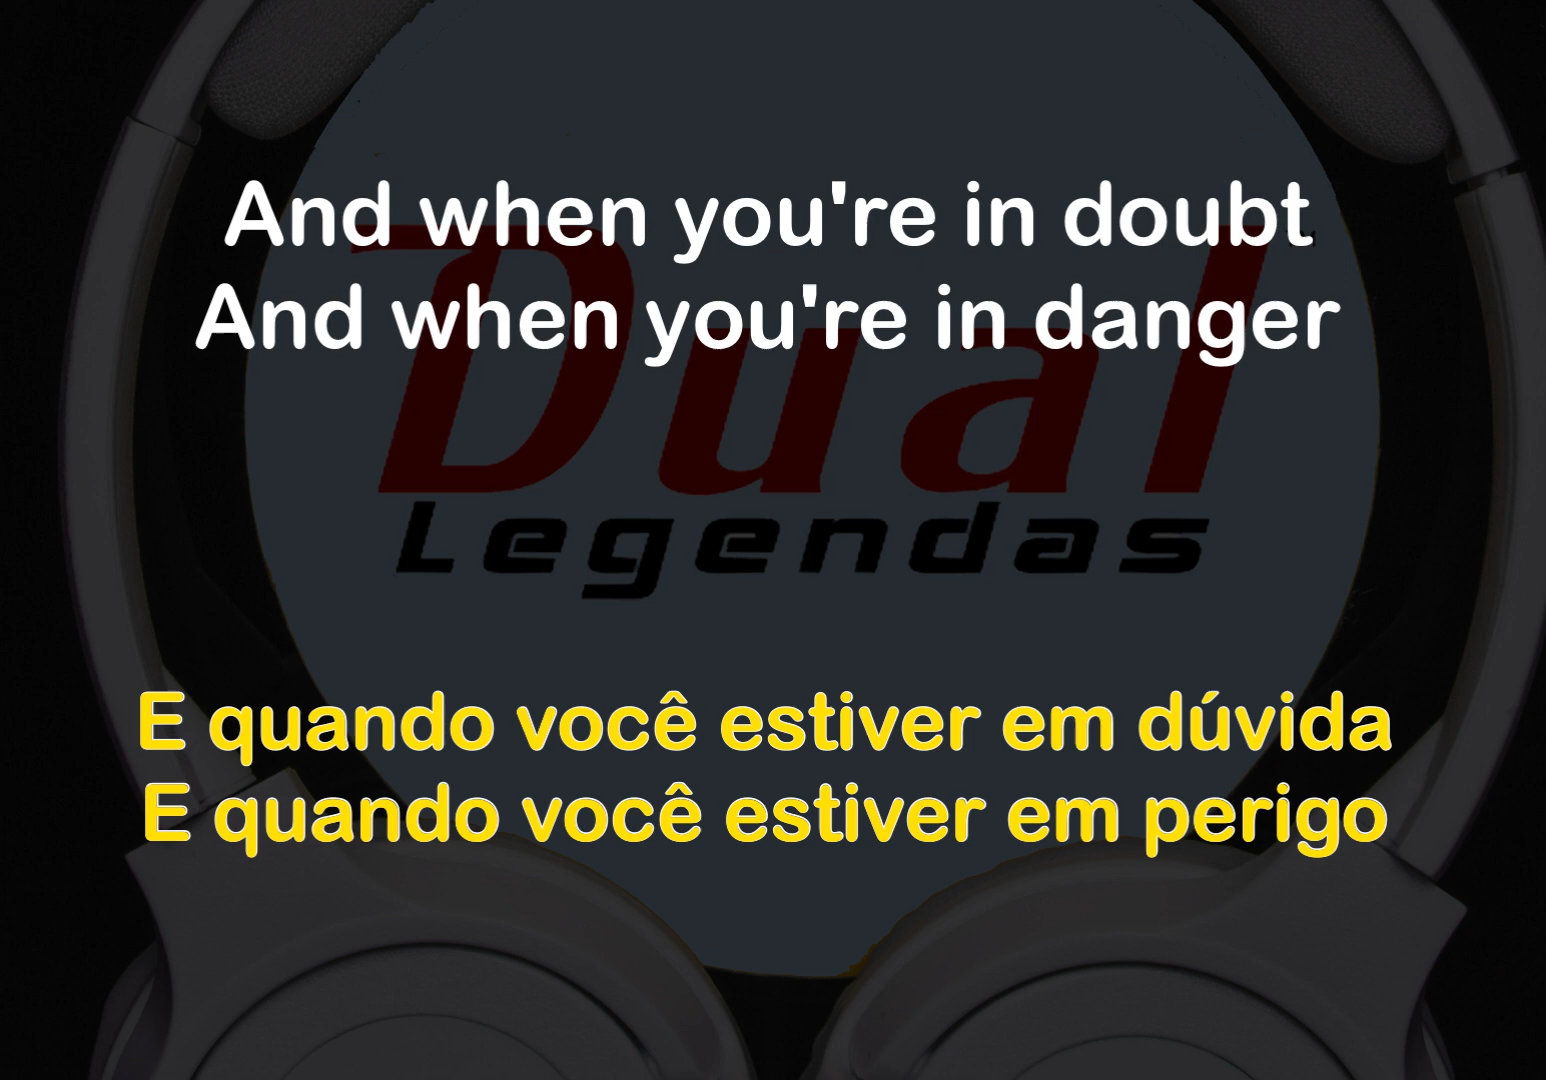 And when you're in doubt
And when you're in danger
Dual
Legendas
E quando você estiver em dúvida
E quando você estiver em perigo